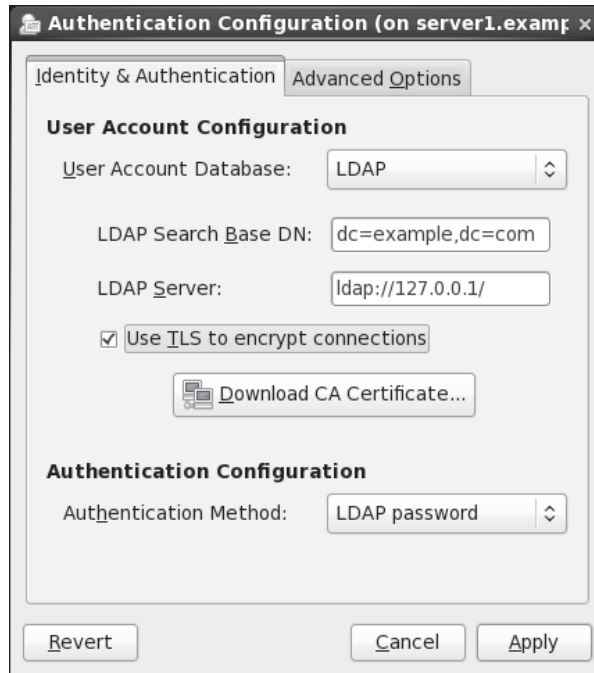 Authentication Configuration (on server1.examp
Identity & Authentication
Advanced Options
User Account Configuration
User Account Database:
LDAP
LDAP Search Base DN:
dc=example,dc=com
LDAP Server:
ldap://127.0.0.1/
Use TLS to encrypt connections
Download CA Certificate...
Authentication Configuration
Authentication Method:
LDAP password
Revert
Cancel
Apply